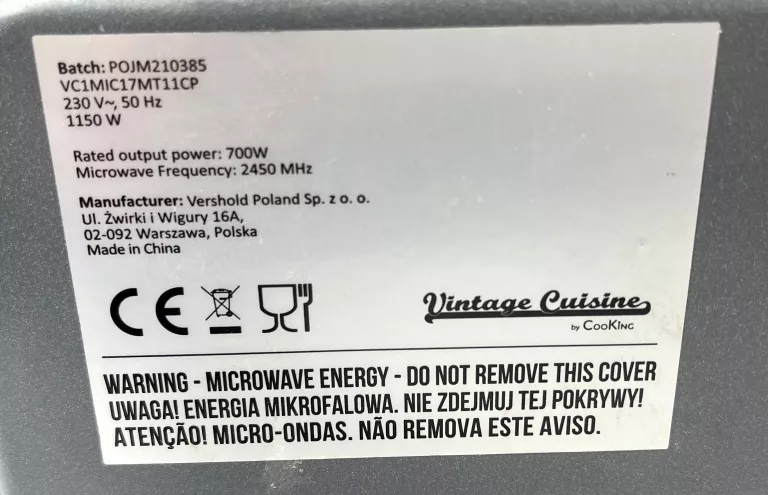 Batch: POJM210385
VC1MIC17MT11CP
230 V~, 50 Hz
1150 W
Rated output power: 700W
Microwave Frequency: 2450 MHz
Manufacturer: Vershold Poland Sp. z o. o.
Ul. Żwirki i Wigury 16A,
02-092 Warszawa, Polska
Made in China
CE
Vintage Cuisine
by CooKing
WARNING - MICROWAVE ENERGY - DO NOT REMOVE THIS COVER
UWAGA! ENERGIA MIKROFALOWA. NIE ZDEJMUJ TEJ POKRYWY!
ATENÇÃO! MICRO-ONDAS. NÃO REMOVA ESTE AVISO.